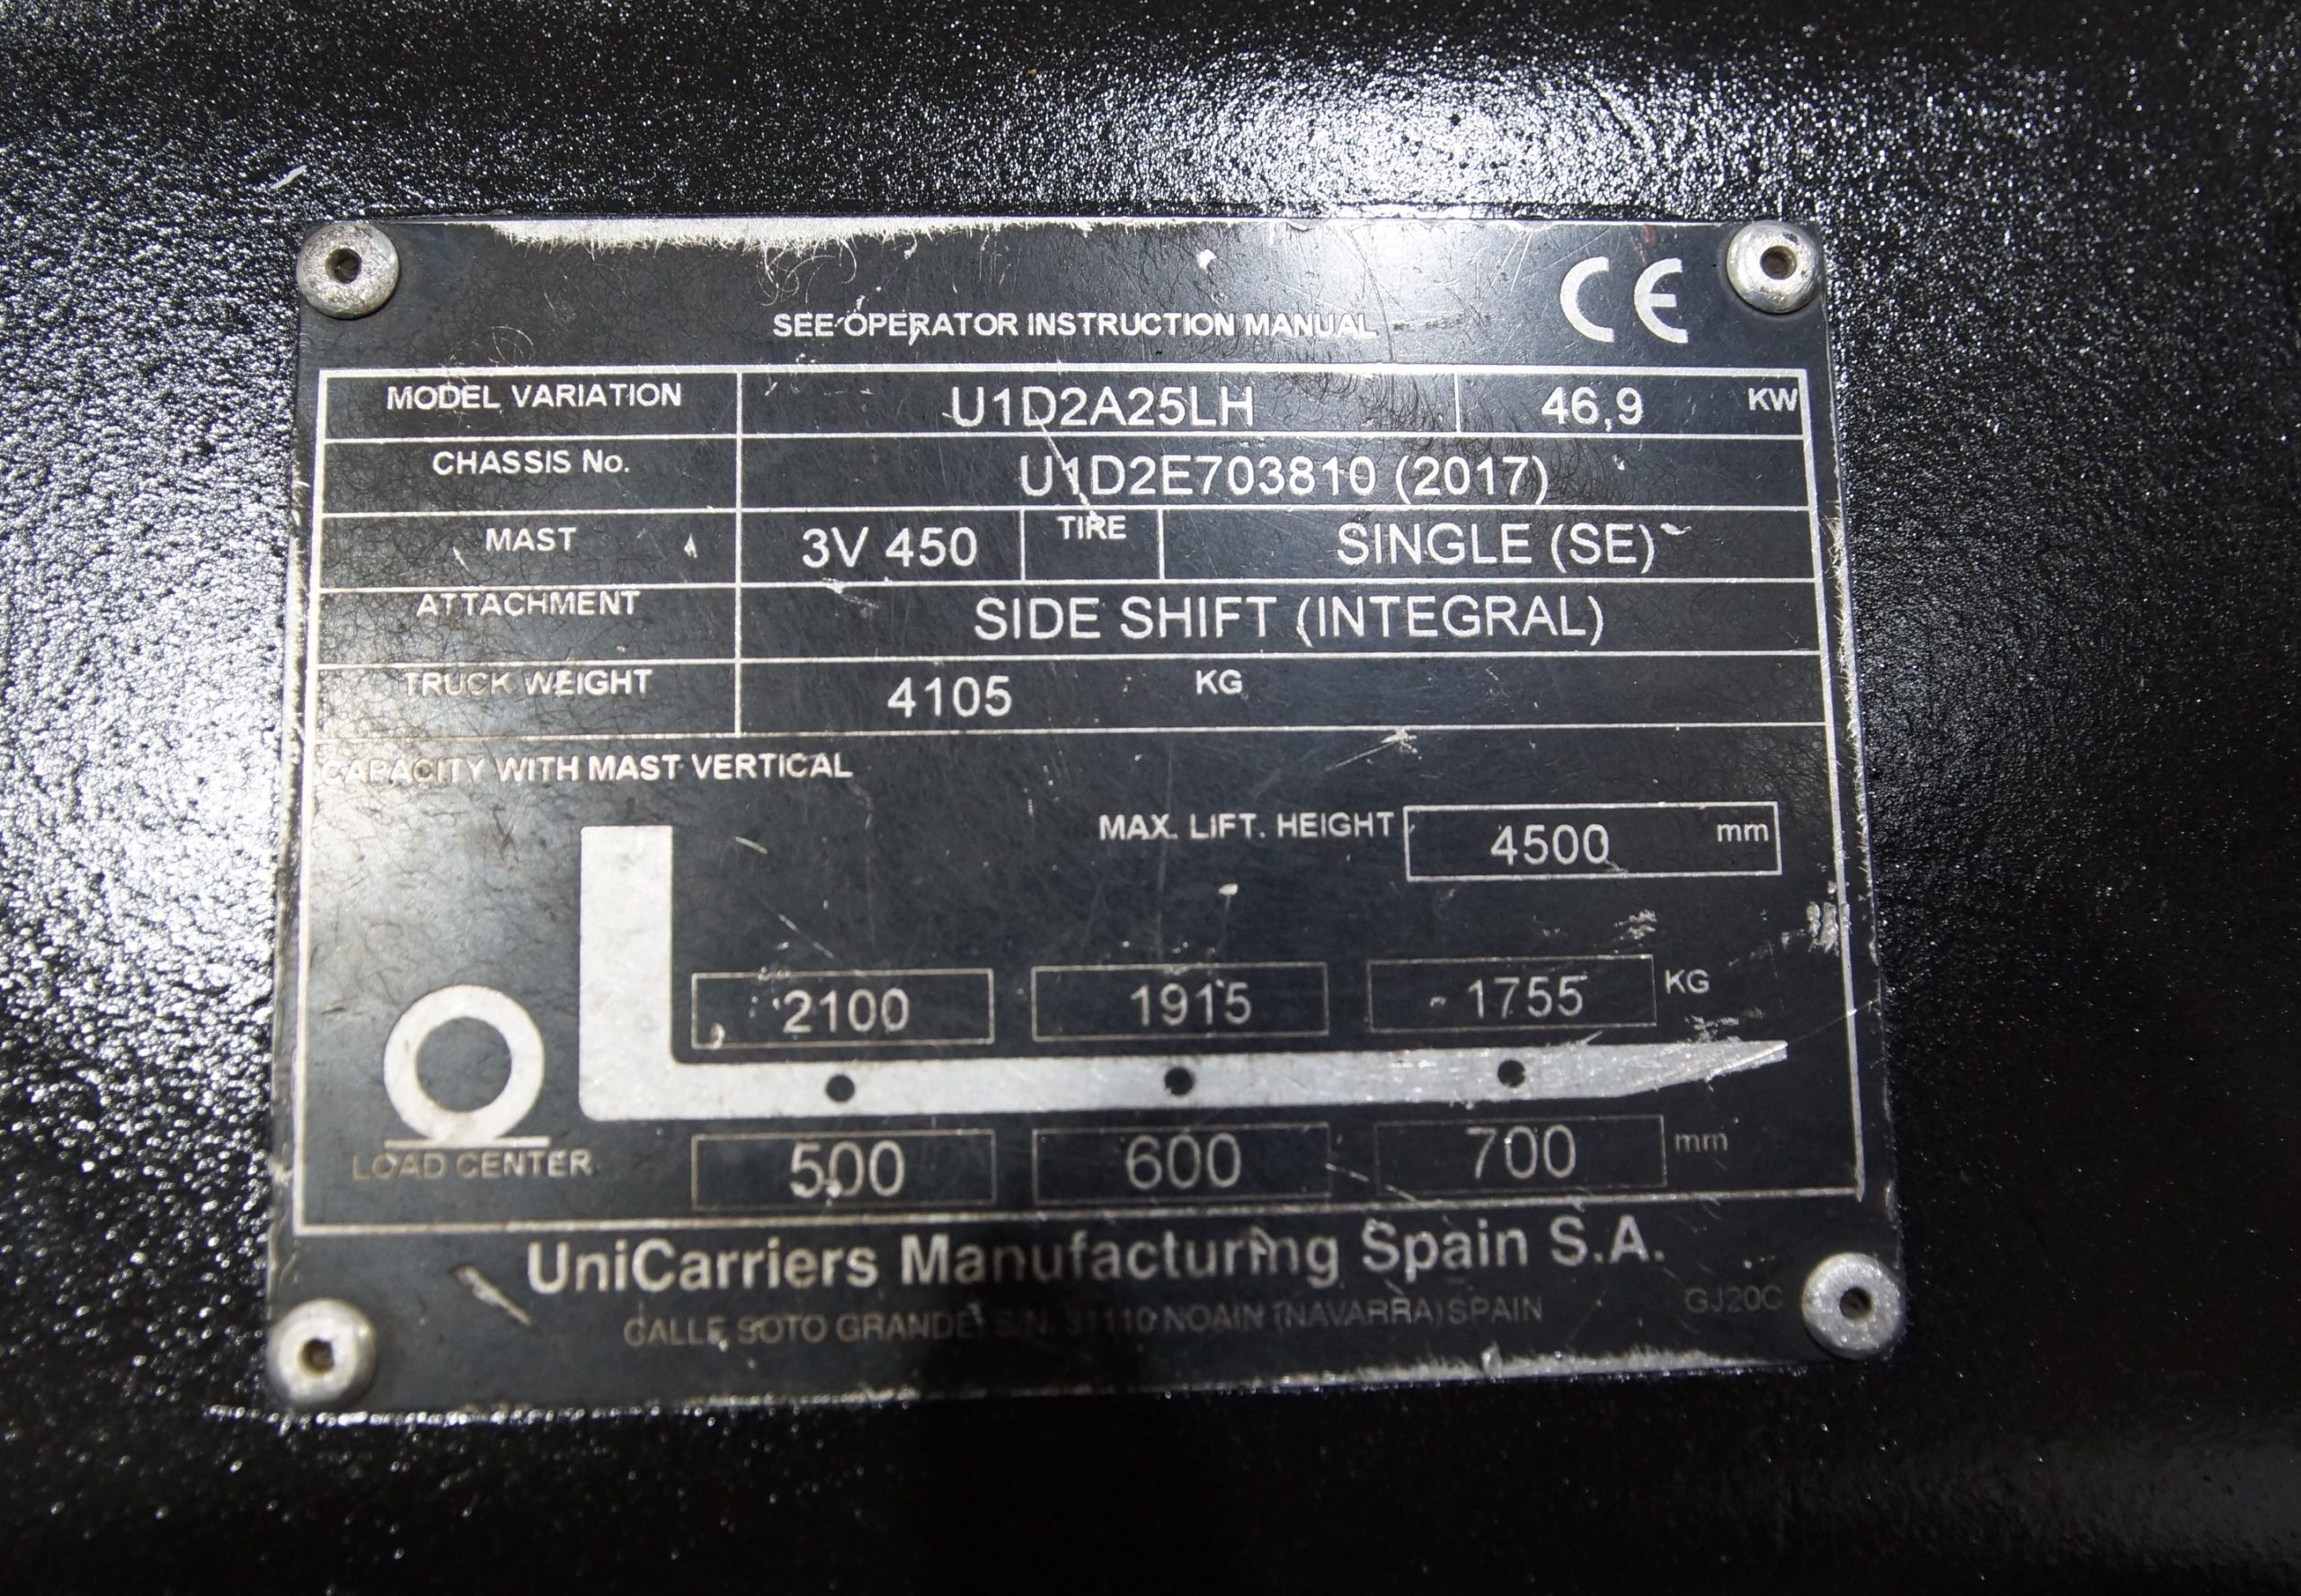 CE
SEE OPERATOR INSTRUCTION MANUAL
MODEL VARIATION U1D2A25LH 46,9 KW
CHASSIS No. U1D2E703810 (2017)
MAST 3V 450 TIRE SINGLE (SE)
ATTACHMENT SIDE SHIFT (INTEGRAL)
TRUCK WEIGHT 4105 KG
CAPACITY WITH MAST VERTICAL
MAX. LIFT. HEIGHT 4500 mm
2100 1915 1755 KG
LOAD CENTER 500 600 700 mm
UniCarriers Manufacturing Spain S.A.
CALLE SOTO GRANDE, S/N. 31110 NOAIN (NAVARRA) SPAIN GJ20C